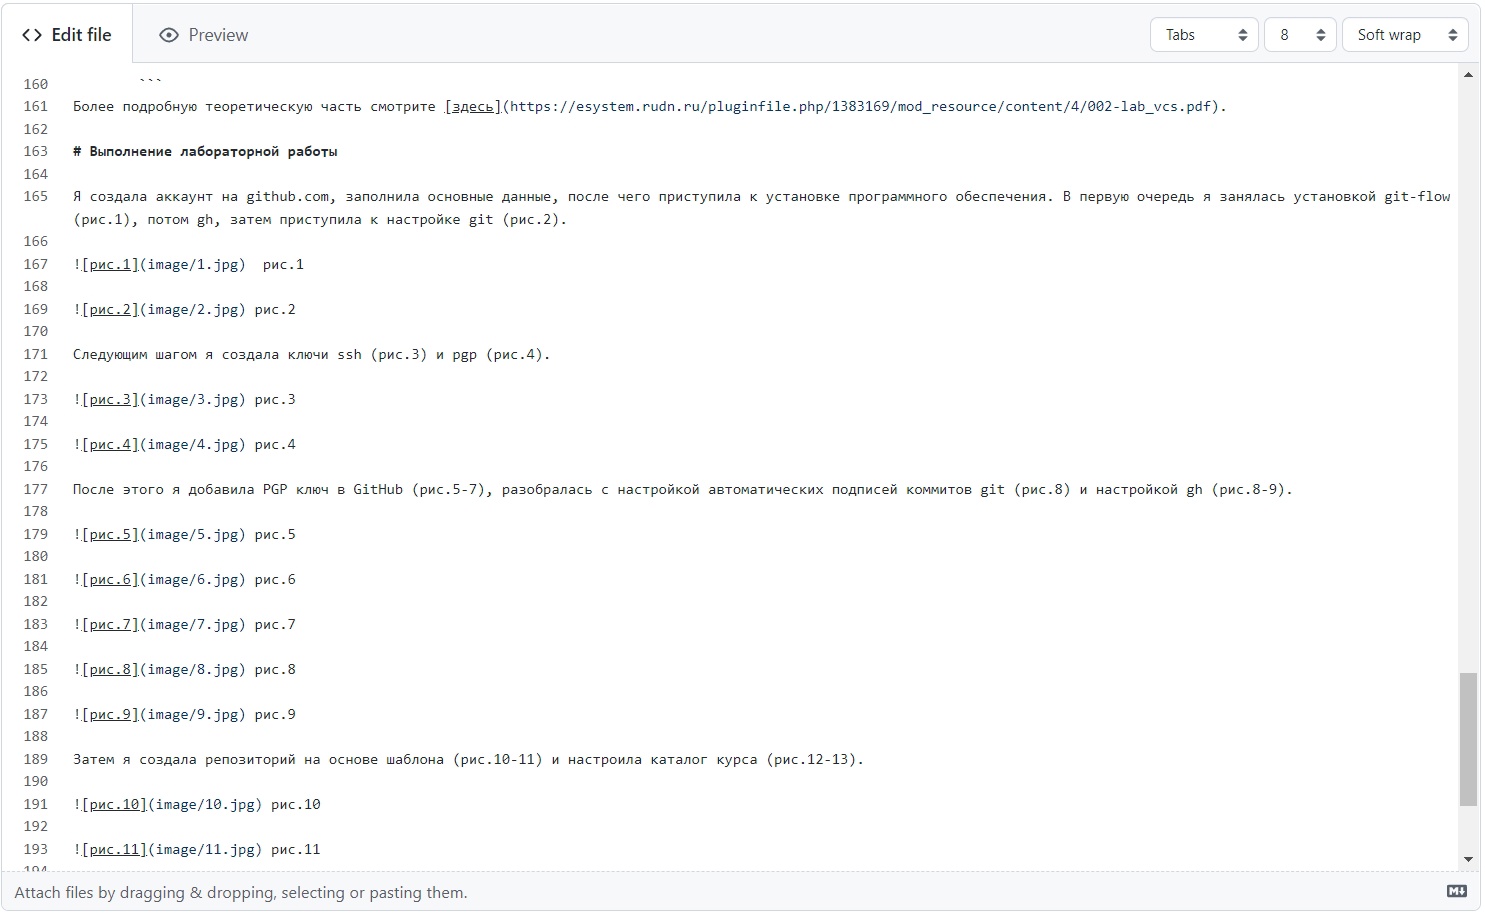 Edit file
Preview
Tabs
8
Soft wrap
160 ```
161 Более подробную теоретическую часть смотрите [здесь](https://esystem.rudn.ru/pluginfile.php/1383169/mod_resource/content/4/002-lab_vcs.pdf).
162
163 # Выполнение лабораторной работы
164
165 Я создала аккаунт на github.com, заполнила основные данные, после чего приступила к установке программного обеспечения. В первую очередь я занялась установкой git-flow
(рис.1), потом gh, затем приступила к настройке git (рис.2).
166
167 ![рис.1](image/1.jpg)  рис.1
168
169 ![рис.2](image/2.jpg) рис.2
170
171 Следующим шагом я создала ключи ssh (рис.3) и pgp (рис.4).
172
173 ![рис.3](image/3.jpg) рис.3
174
175 ![рис.4](image/4.jpg) рис.4
176
177 После этого я добавила PGP ключ в GitHub (рис.5-7), разобралась с настройкой автоматических подписей коммитов git (рис.8) и настройкой gh (рис.8-9).
178
179 ![рис.5](image/5.jpg) рис.5
180
181 ![рис.6](image/6.jpg) рис.6
182
183 ![рис.7](image/7.jpg) рис.7
184
185 ![рис.8](image/8.jpg) рис.8
186
187 ![рис.9](image/9.jpg) рис.9
188
189 Затем я создала репозиторий на основе шаблона (рис.10-11) и настроила каталог курса (рис.12-13).
190
191 ![рис.10](image/10.jpg) рис.10
192
193 ![рис.11](image/11.jpg) рис.11
194
Attach files by dragging & dropping, selecting or pasting them.